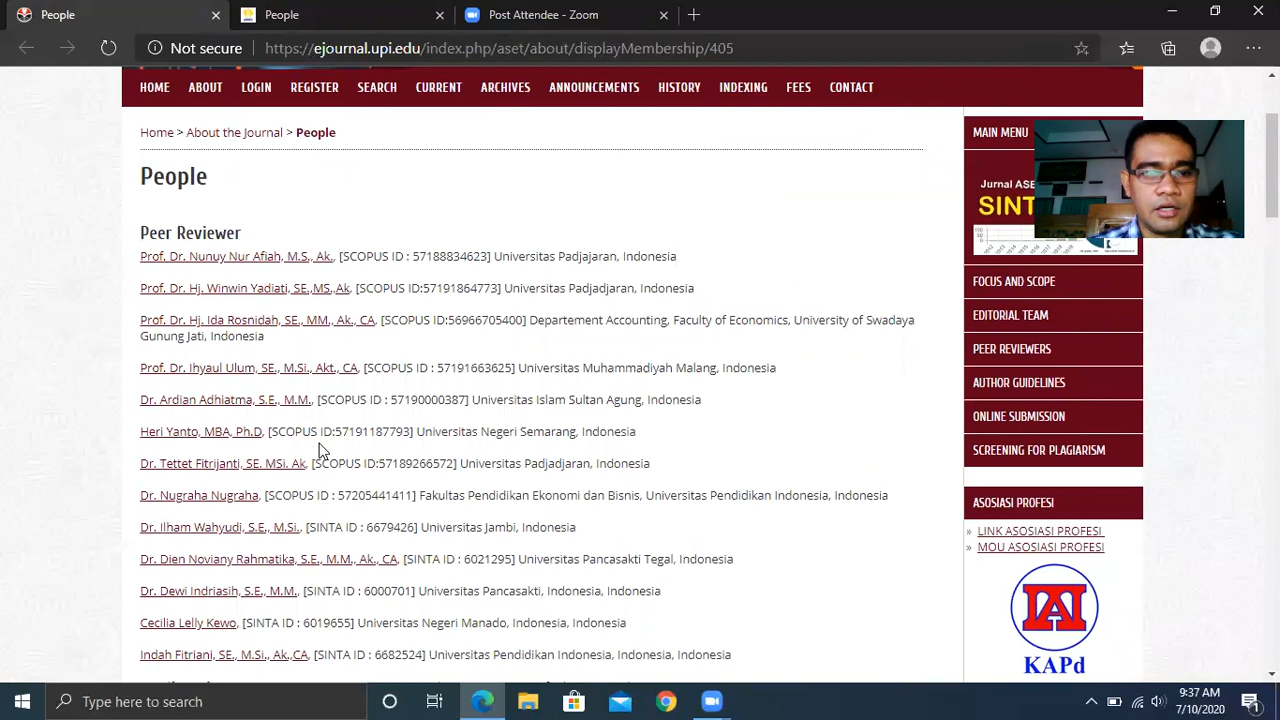 People
People
Post Attendee - Zoom
Not secure
https://ejournal.upi.edu/index.php/aset/about/displayMembership/405
HOME ABOUT LOGIN REGISTER SEARCH CURRENT ARCHIVES ANNOUNCEMENTS HISTORY INDEXING FEES CONTACT
Home > About the Journal > People
People
Peer Reviewer
Prof. Dr. Nunuy Nur Afiah, M.S., Ak., [SCOPUS ID : 57188834623] Universitas Padjajaran, Indonesia
Prof. Dr. Hj. Winwin Yadiati, SE.,MS.,Ak, [SCOPUS ID:57191864773] Universitas Padjadjaran, Indonesia
Prof. Dr. Hj. Ida Rosnidah, SE., MM., Ak., CA, [SCOPUS ID:56966705400] Departement Accounting, Faculty of Economics, University of Swadaya
Gunung Jati, Indonesia
Prof. Dr. Ihyaul Ulum, SE., M.Si., Akt., CA, [SCOPUS ID : 57191663625] Universitas Muhammadiyah Malang, Indonesia
Dr. Ardian Adhiatma, S.E., M.M., [SCOPUS ID : 57190000387] Universitas Islam Sultan Agung, Indonesia
Heri Yanto, MBA, Ph.D, [SCOPUS ID:57191187793] Universitas Negeri Semarang, Indonesia
Dr. Tettet Fitrijanti, SE. MSi. Ak, [SCOPUS ID:57189266572] Universitas Padjadjaran, Indonesia
Dr. Nugraha Nugraha, [SCOPUS ID : 57205441411] Fakultas Pendidikan Ekonomi dan Bisnis, Universitas Pendidikan Indonesia, Indonesia
Dr. Ilham Wahyudi, S.E., M.Si., [SINTA ID : 6679426] Universitas Jambi, Indonesia
Dr. Dien Noviany Rahmatika, S.E., M.M., Ak., CA, [SINTA ID : 6021295] Universitas Pancasakti Tegal, Indonesia
Dr. Dewi Indriasih, S.E., M.M., [SINTA ID : 6000701] Universitas Pancasakti, Indonesia, Indonesia
Cecilia Lelly Kewo, [SINTA ID : 6019655] Universitas Negeri Manado, Indonesia, Indonesia
Indah Fitriani, SE., M.Si., Ak.,CA, [SINTA ID : 6682524] Universitas Pendidikan Indonesia, Indonesia, Indonesia
MAIN MENU
Jurnal ASE
SINT
FOCUS AND SCOPE
EDITORIAL TEAM
PEER REVIEWERS
AUTHOR GUIDELINES
ONLINE SUBMISSION
SCREENING FOR PLAGIARISM
ASOSIASI PROFESI
» LINK ASOSIASI PROFESI
» MOU ASOSIASI PROFESI
IAI
KAPd
Type here to search
9:37 AM
7/10/2020
1